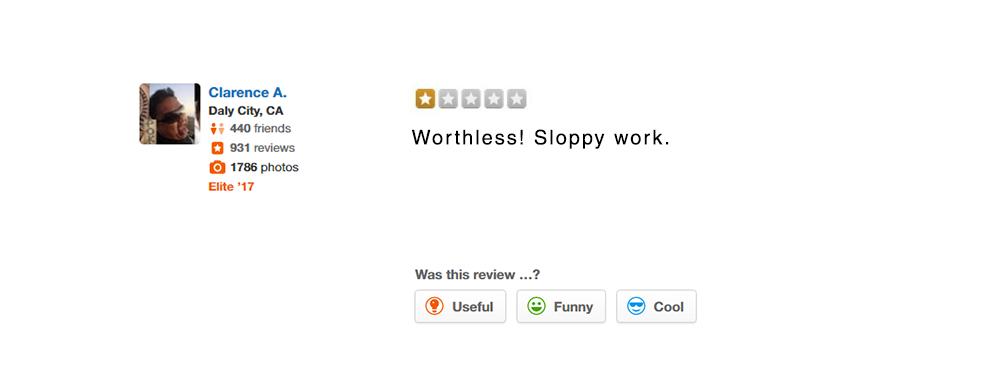 Clarence A.
Daly City, CA
440 friends
931 reviews
1786 photos
Elite '17
Worthless! Sloppy work.
Was this review ...?
Useful
Funny
Cool